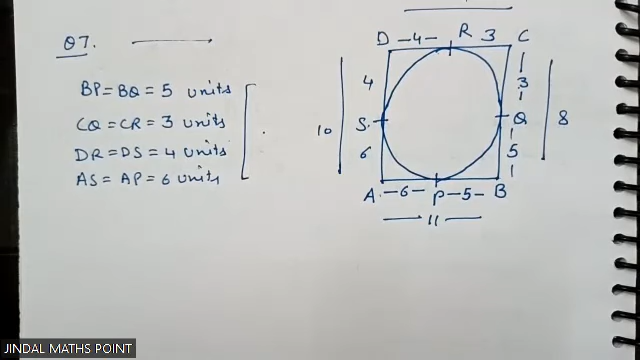 Q7.
BP=BQ = 5 units
CQ = CR = 3 units
DR = DS = 4 units
AS = AP = 6 units
D -4- R 3 C
4
3
10
S.
Q
8
6
5
A. -6- P -5- B
11
JINDAL MATHS POINT